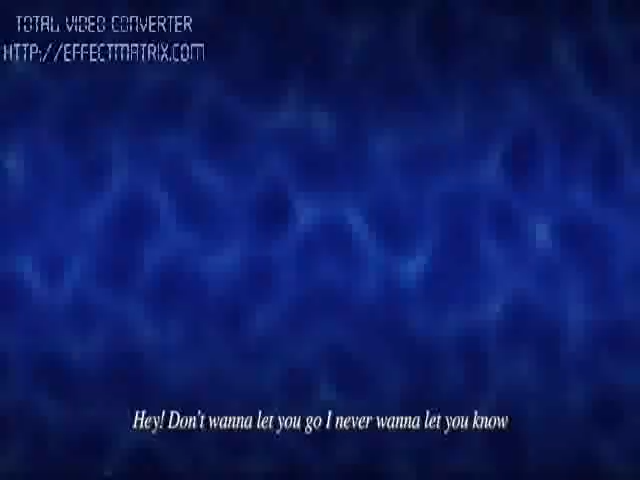 TOTAL VIDEO CONVERTER
HTTP://EFFECTMATRIX.COM
Hey! Don't wanna let you go I never wanna let you know